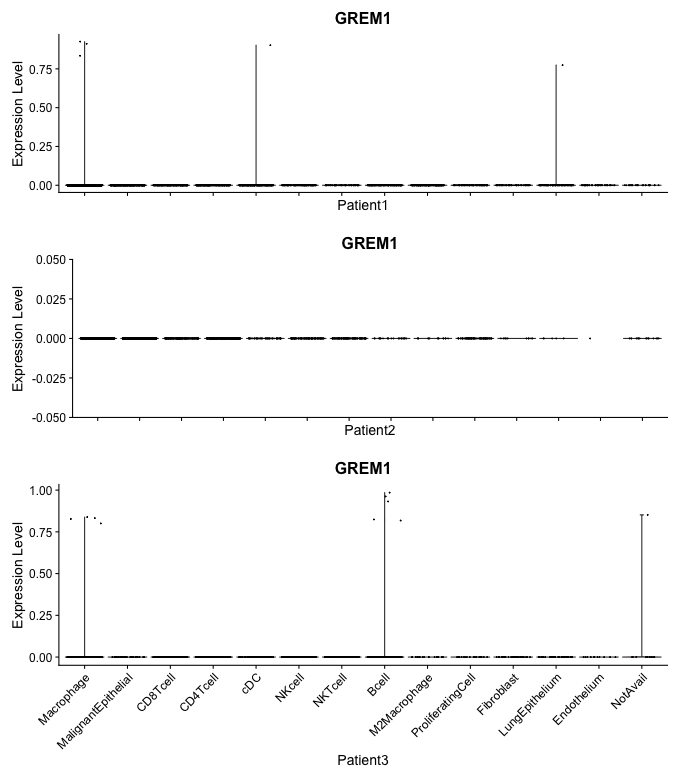 GREM1
Expression Level
0.75
0.50
0.25
0.00
Patient1
GREM1
Expression Level
0.050
0.025
0.000
-0.025
-0.050
Patient2
GREM1
Expression Level
1.00
0.75
0.50
0.25
0.00
Macrophage
MalignantEpithelial
CD8Tcell
CD4Tcell
cDC
NKcell
NKTcell
Bcell
M2Macrophage
ProliferatingCell
Fibroblast
LungEpithelium
Endothelium
NotAvail
Patient3